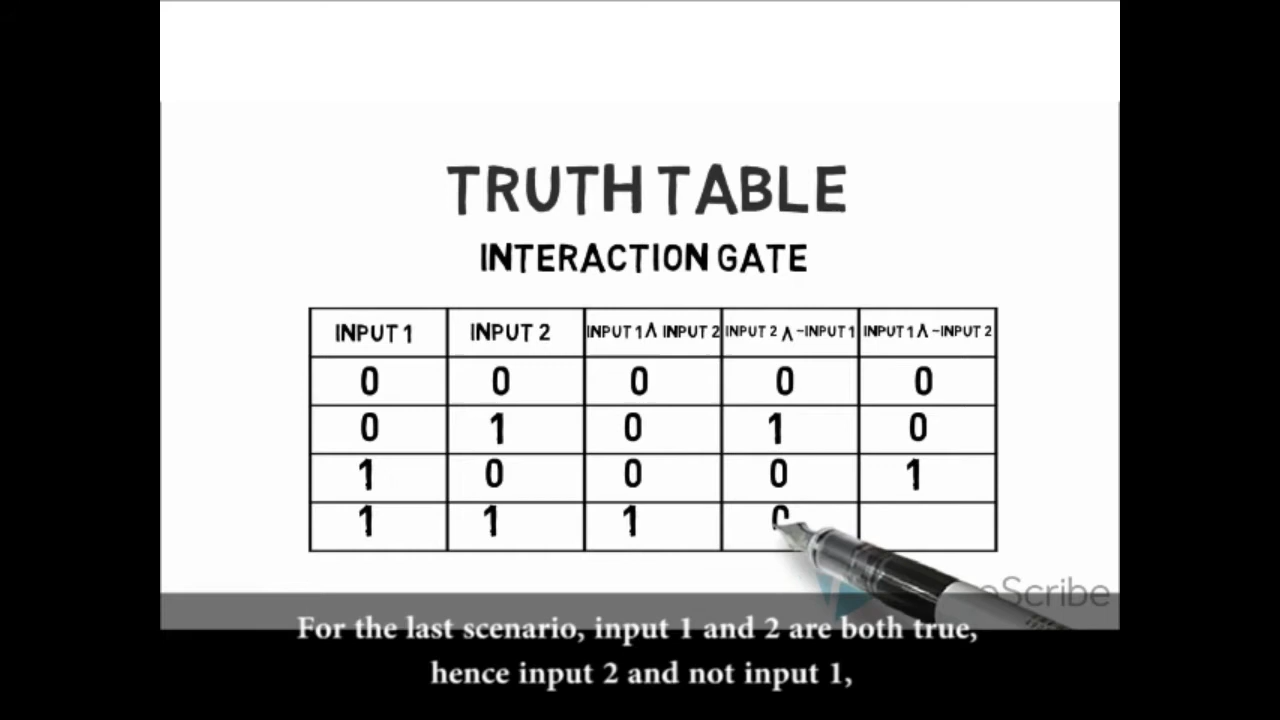 TRUTH TABLE
INTERACTION GATE
INPUT 1 INPUT 2 INPUT 1 ∧ INPUT 2 INPUT 2 ∧ ~INPUT 1 INPUT 1 ∧ ~INPUT 2
0 0 0 0 0
0 1 0 1 0
1 0 0 0 1
1 1 1
eScribe
For the last scenario, input 1 and 2 are both true,
hence input 2 and not input 1,